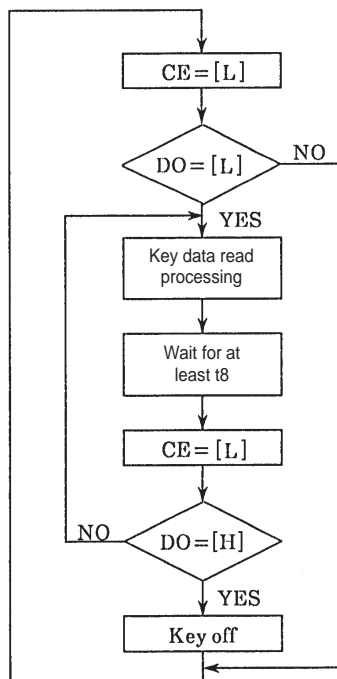 CE=[L]
DO=[L]
NO
YES
Key data read
processing
Wait for at
least t8
CE=[L]
NO
DO=[H]
YES
Key off